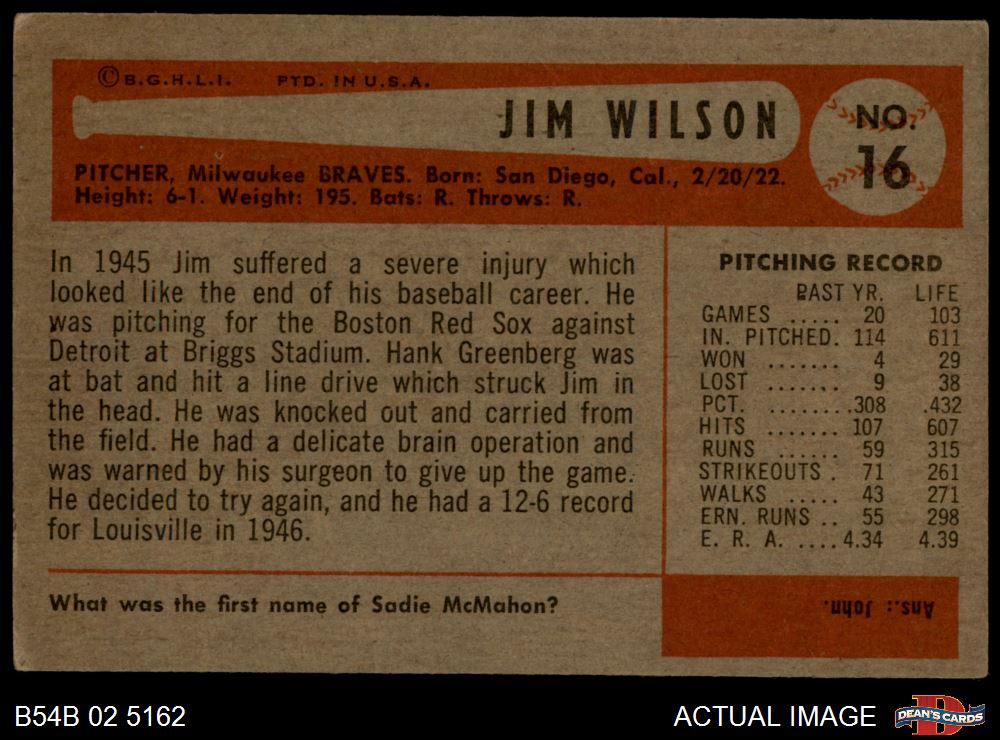 © B.G.H.L.I. PTD. IN U.S.A.
JIM WILSON
NO.
16
PITCHER, Milwaukee BRAVES. Born: San Diego, Cal., 2/20/22.
Height: 6-1. Weight: 195. Bats: R. Throws: R.
In 1945 Jim suffered a severe injury which
looked like the end of his baseball career. He
was pitching for the Boston Red Sox against
Detroit at Briggs Stadium. Hank Greenberg was
at bat and hit a line drive which struck Jim in
the head. He was knocked out and carried from
the field. He had a delicate brain operation and
was warned by his surgeon to give up the game.
He decided to try again, and he had a 12-6 record
for Louisville in 1946.
PITCHING RECORD
PAST YR. LIFE
GAMES ..... 20 103
IN. PITCHED. 114 611
WON ....... 4 29
LOST ....... 9 38
PCT. ........ .308 .432
HITS ....... 107 607
RUNS ...... 59 315
STRIKEOUTS . 71 261
WALKS ..... 43 271
ERN. RUNS .. 55 298
E. R. A. .... 4.34 4.39
What was the first name of Sadie McMahon?
Ans.: John.
B54B 02 5162
ACTUAL IMAGE
D
DEAN'S CARDS